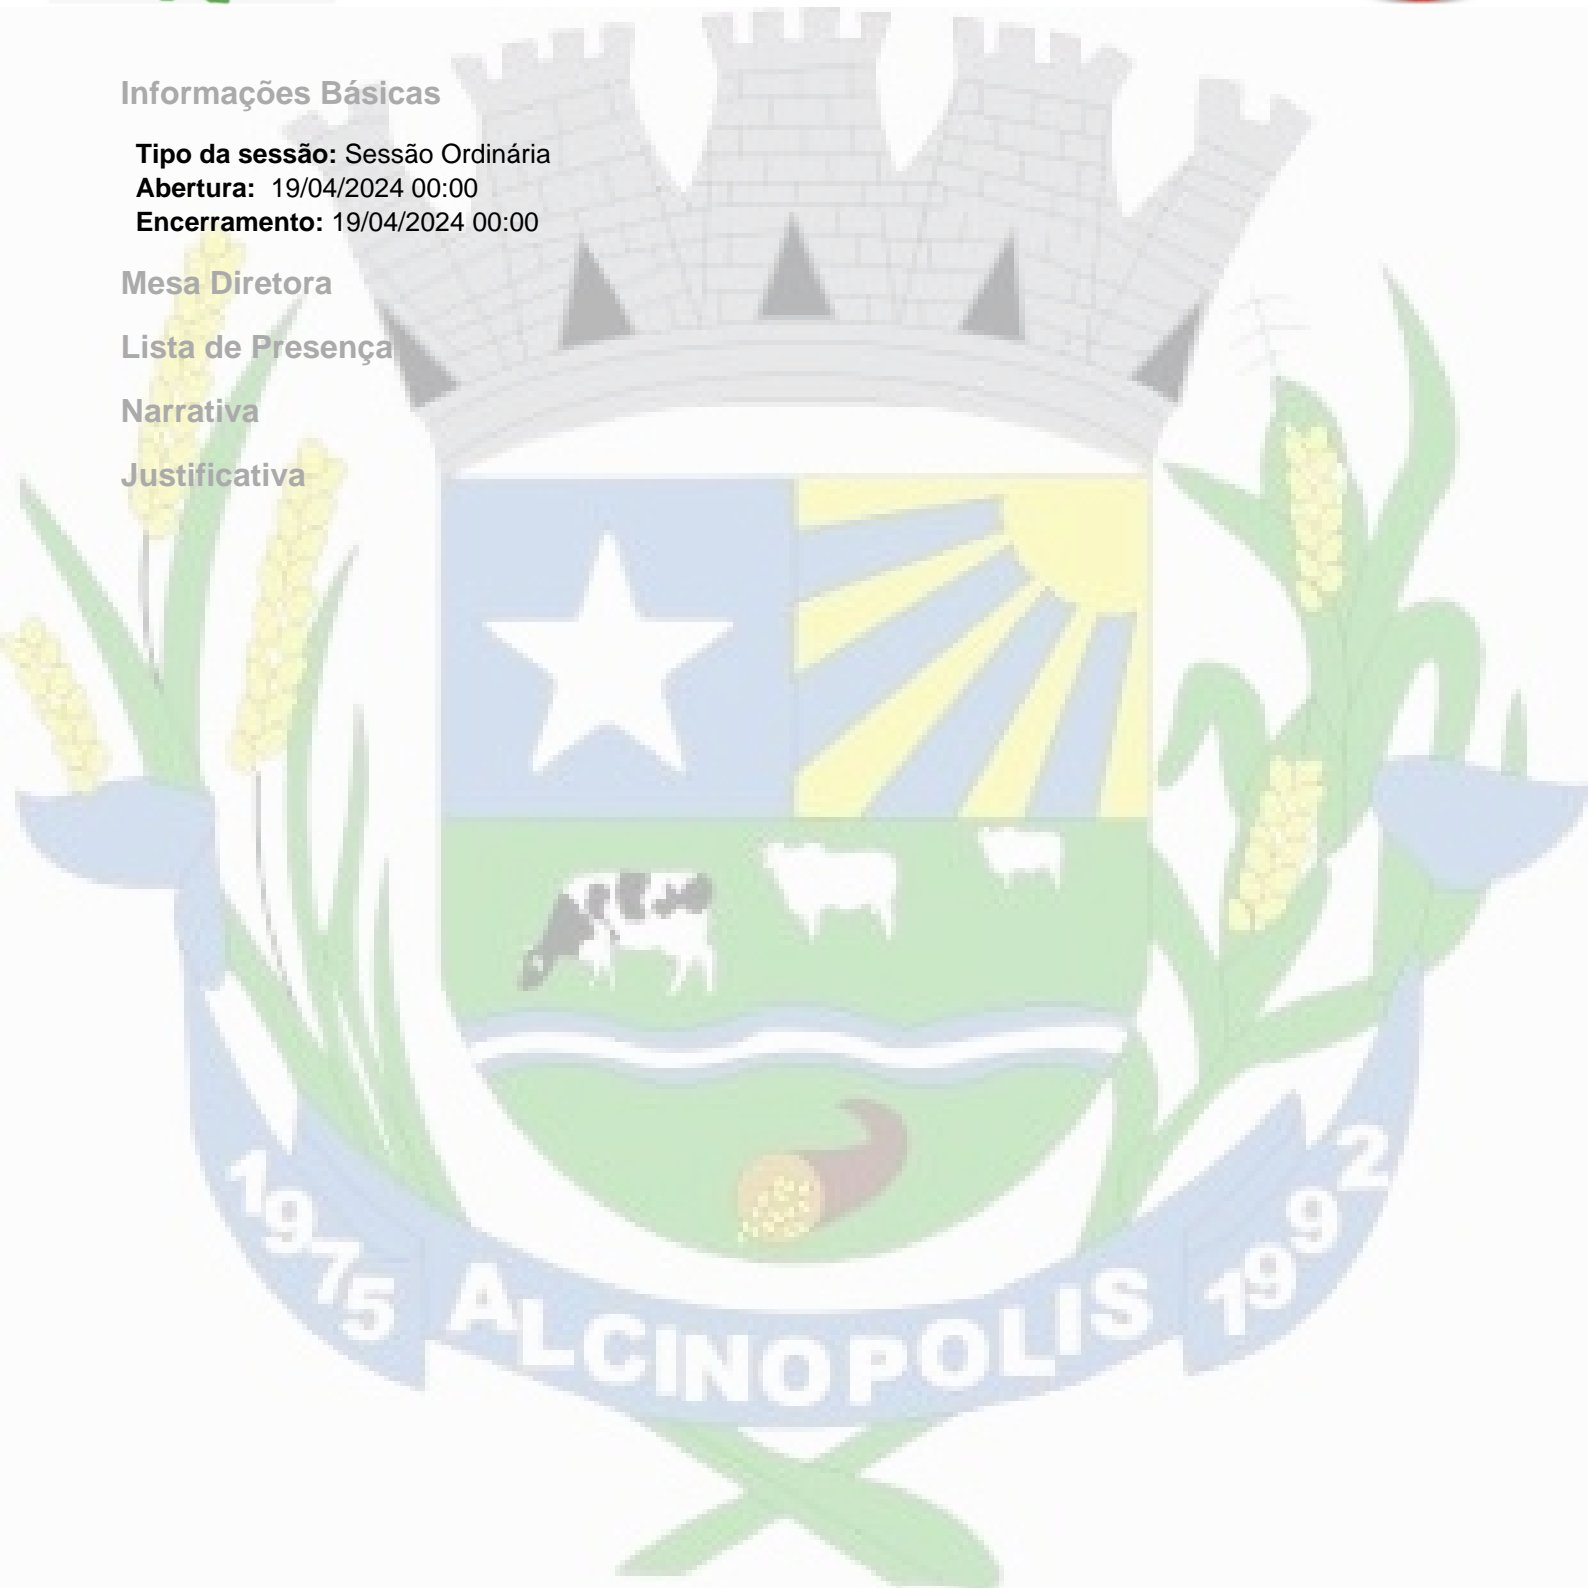 Informações Básicas
Tipo da sessão: Sessão Ordinária
Abertura: 19/04/2024 00:00
Encerramento: 19/04/2024 00:00
Mesa Diretora
Lista de Presença
Narrativa
Justificativa
1975 ALCINOPOLIS 1992